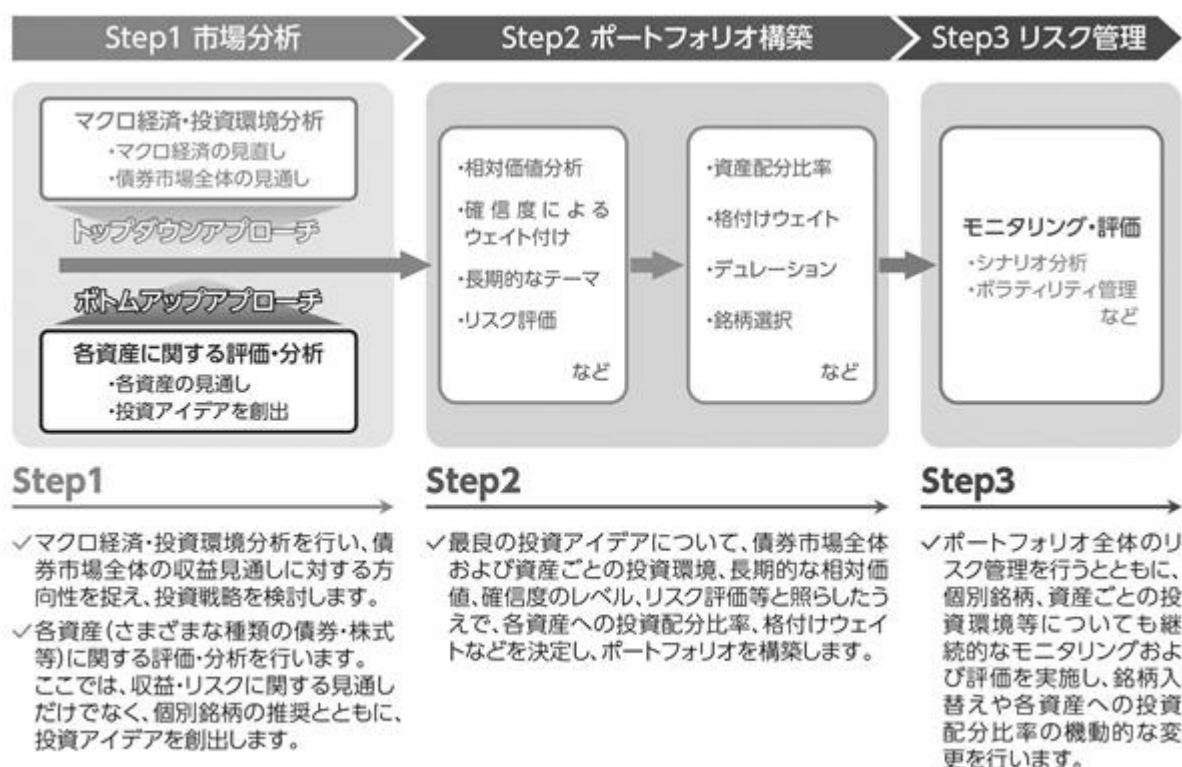 Step1 市場分析
Step2 ポートフォリオ構築
Step3 リスク管理
マクロ経済・投資環境分析
・マクロ経済の見直し
・債券市場全体の見通し
トップダウンアプローチ
ボトムアップアプローチ
各資産に関する評価・分析
・各資産の見通し
・投資アイデアを創出
・相対価値分析
・確信度による
ウェイト付け
・長期的なテーマ
・リスク評価
など
・資産配分比率
・格付けウェイト
・デュレーション
・銘柄選択
など
モニタリング・評価
・シナリオ分析
・ボラティリティ管理
など
Step1
✓マクロ経済・投資環境分析を行い、債
券市場全体の収益見通しに対する方
向性を捉え、投資戦略を検討します。
✓各資産(さまざまな種類の債券・株式
等)に関する評価・分析を行います。
ここでは、収益・リスクに関する見通し
だけでなく、個別銘柄の推奨とともに、
投資アイデアを創出します。
Step2
✓最良の投資アイデアについて、債券市場全体
および資産ごとの投資環境、長期的な相対価
値、確信度のレベル、リスク評価等と照らしたう
えで、各資産への投資配分比率、格付けウェイ
トなどを決定し、ポートフォリオを構築します。
Step3
✓ポートフォリオ全体のリ
スク管理を行うとともに、
個別銘柄、資産ごとの投
資環境等についても継
続的なモニタリングおよ
び評価を実施し、銘柄入
替えや各資産への投資
配分比率の機動的な変
更を行います。